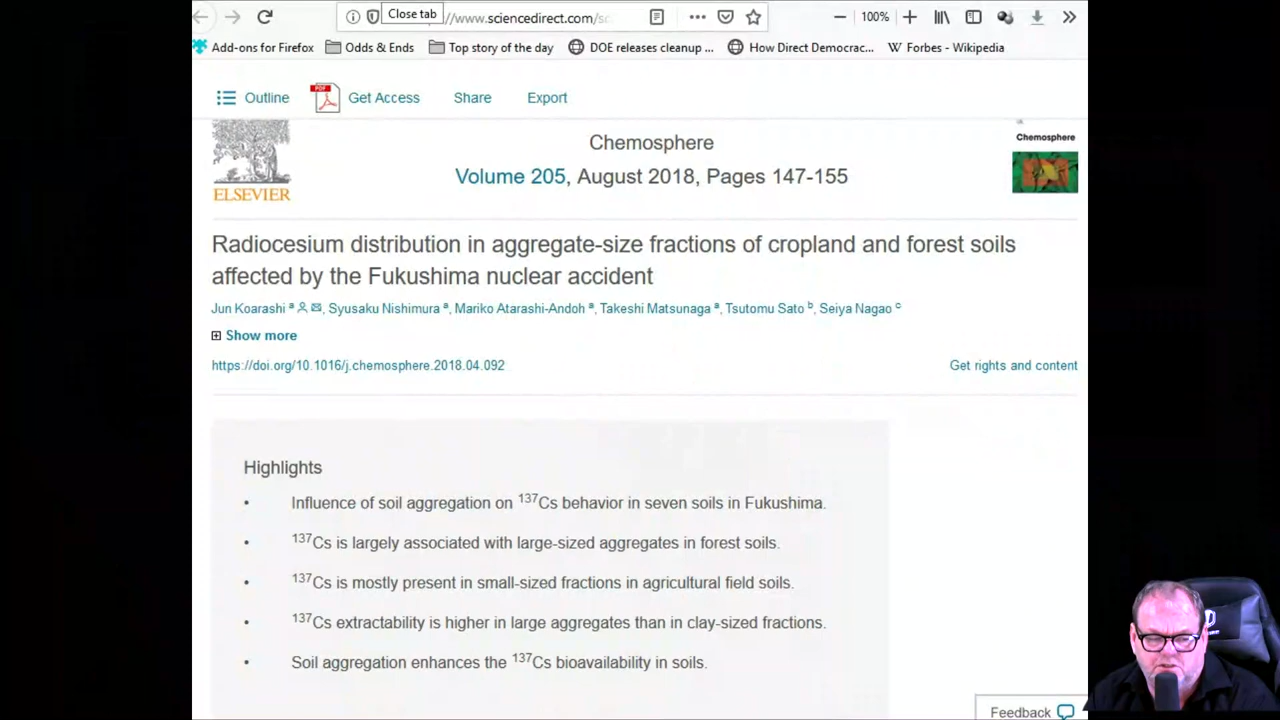 Close tab
//www.sciencedirect.com/sc
100%
Add-ons for Firefox
Odds & Ends
Top story of the day
DOE releases cleanup ...
How Direct Democrac...
W Forbes - Wikipedia
Outline
PDF
Get Access
Share
Export
ELSEVIER
Chemosphere
Volume 205, August 2018, Pages 147-155
Chemosphere
Radiocesium distribution in aggregate-size fractions of cropland and forest soils
affected by the Fukushima nuclear accident
Jun Koarashi ᵃ, Syusaku Nishimura ᵃ, Mariko Atarashi-Andoh ᵃ, Takeshi Matsunaga ᵃ, Tsutomu Sato ᵇ, Seiya Nagao ᶜ
Show more
https://doi.org/10.1016/j.chemosphere.2018.04.092
Get rights and content
Highlights
• Influence of soil aggregation on ¹³⁷Cs behavior in seven soils in Fukushima.
• ¹³⁷Cs is largely associated with large-sized aggregates in forest soils.
• ¹³⁷Cs is mostly present in small-sized fractions in agricultural field soils.
• ¹³⁷Cs extractability is higher in large aggregates than in clay-sized fractions.
• Soil aggregation enhances the ¹³⁷Cs bioavailability in soils.
Feedback